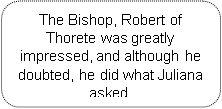 The Bishop, Robert of
Thorete was greatly
impressed, and although he
doubted, he did what Juliana
asked